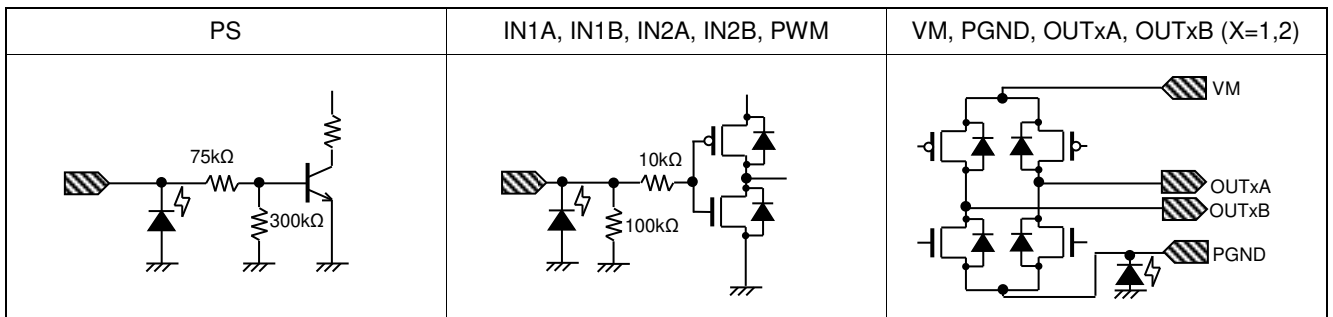 PS
IN1A, IN1B, IN2A, IN2B, PWM
VM, PGND, OUTxA, OUTxB (X=1,2)
75kΩ
300kΩ
10kΩ
100kΩ
VM
OUTxA
OUTxB
PGND